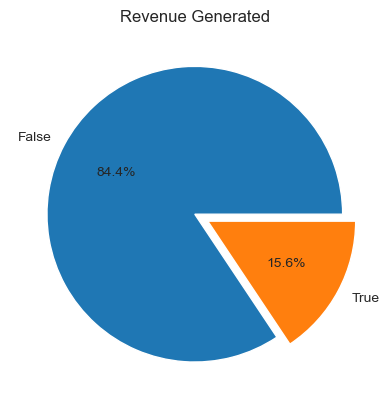 Revenue Generated
False
84.4%
15.6%
True